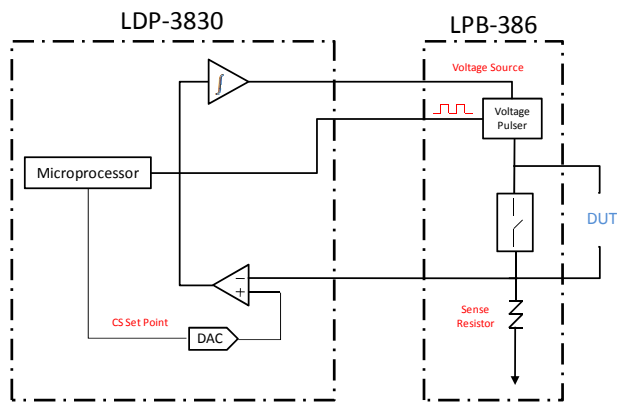 LDP-3830
LPB-386
Voltage Source
∫
Voltage
Pulser
Microprocessor
DUT
−
+
CS Set Point
DAC
Sense
Resistor